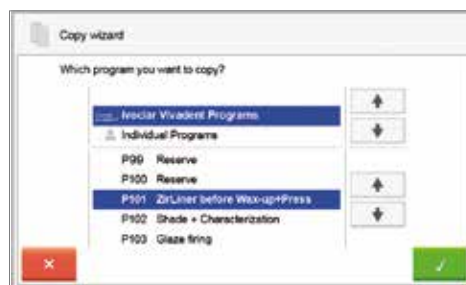 Copy wizard
Which program you want to copy?
Ivoclar Vivadent Programs
Individual Programs
P99 Reserve
P100 Reserve
P101 ZirLiner before Wax-up+Press
P102 Shade + Characterization
P103 Glaze firing